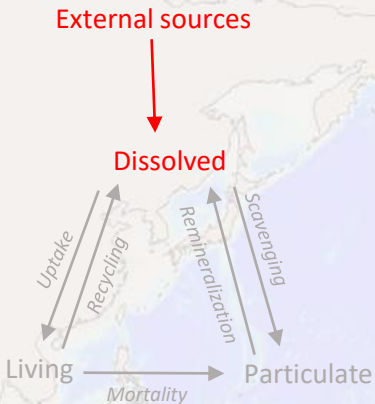 External sources
Dissolved
Uptake
Recycling
Remineralization
Scavenging
Living
Particulate
Mortality